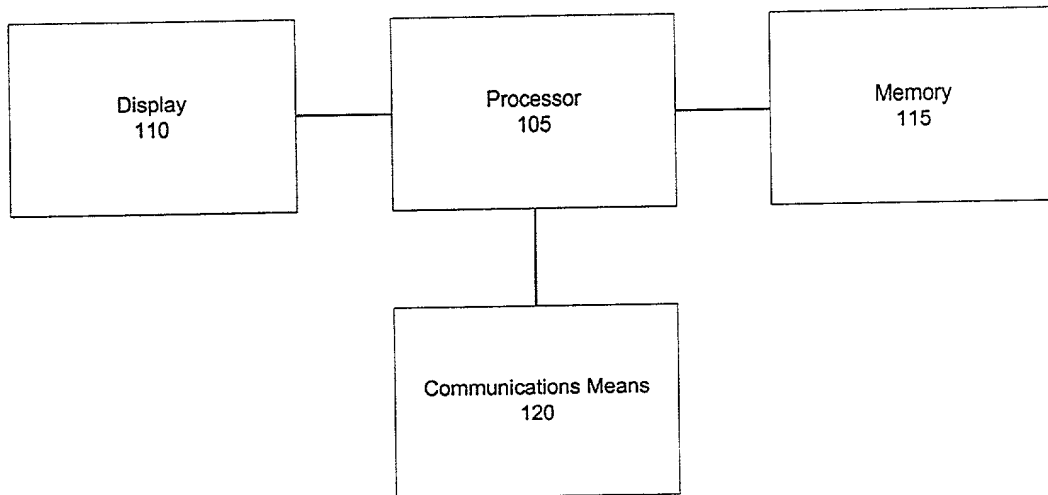 Display
110
Processor
105
Memory
115
Communications Means
120